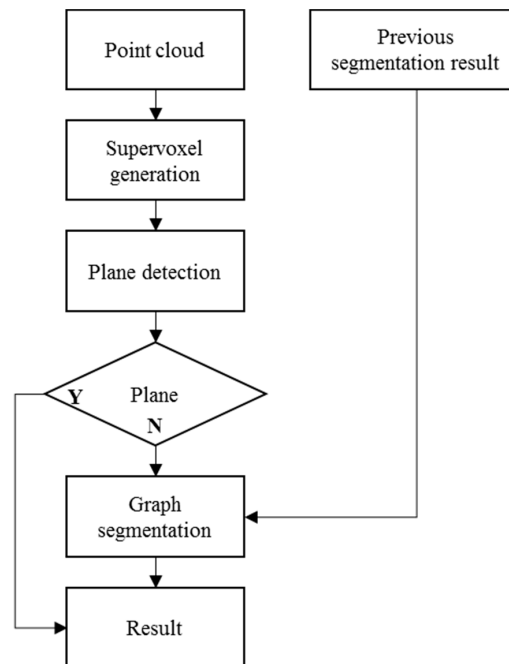 Point cloud
Previous
segmentation result
Supervoxel
generation
Plane detection
Plane
Y
N
Graph
segmentation
Result